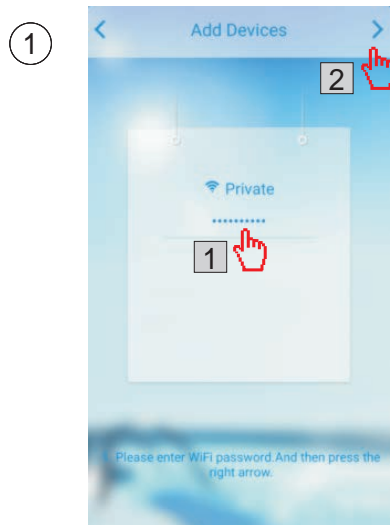 1
Add Devices
2
Private
••••••••••
1
Please enter WiFi password.And then press the
right arrow.